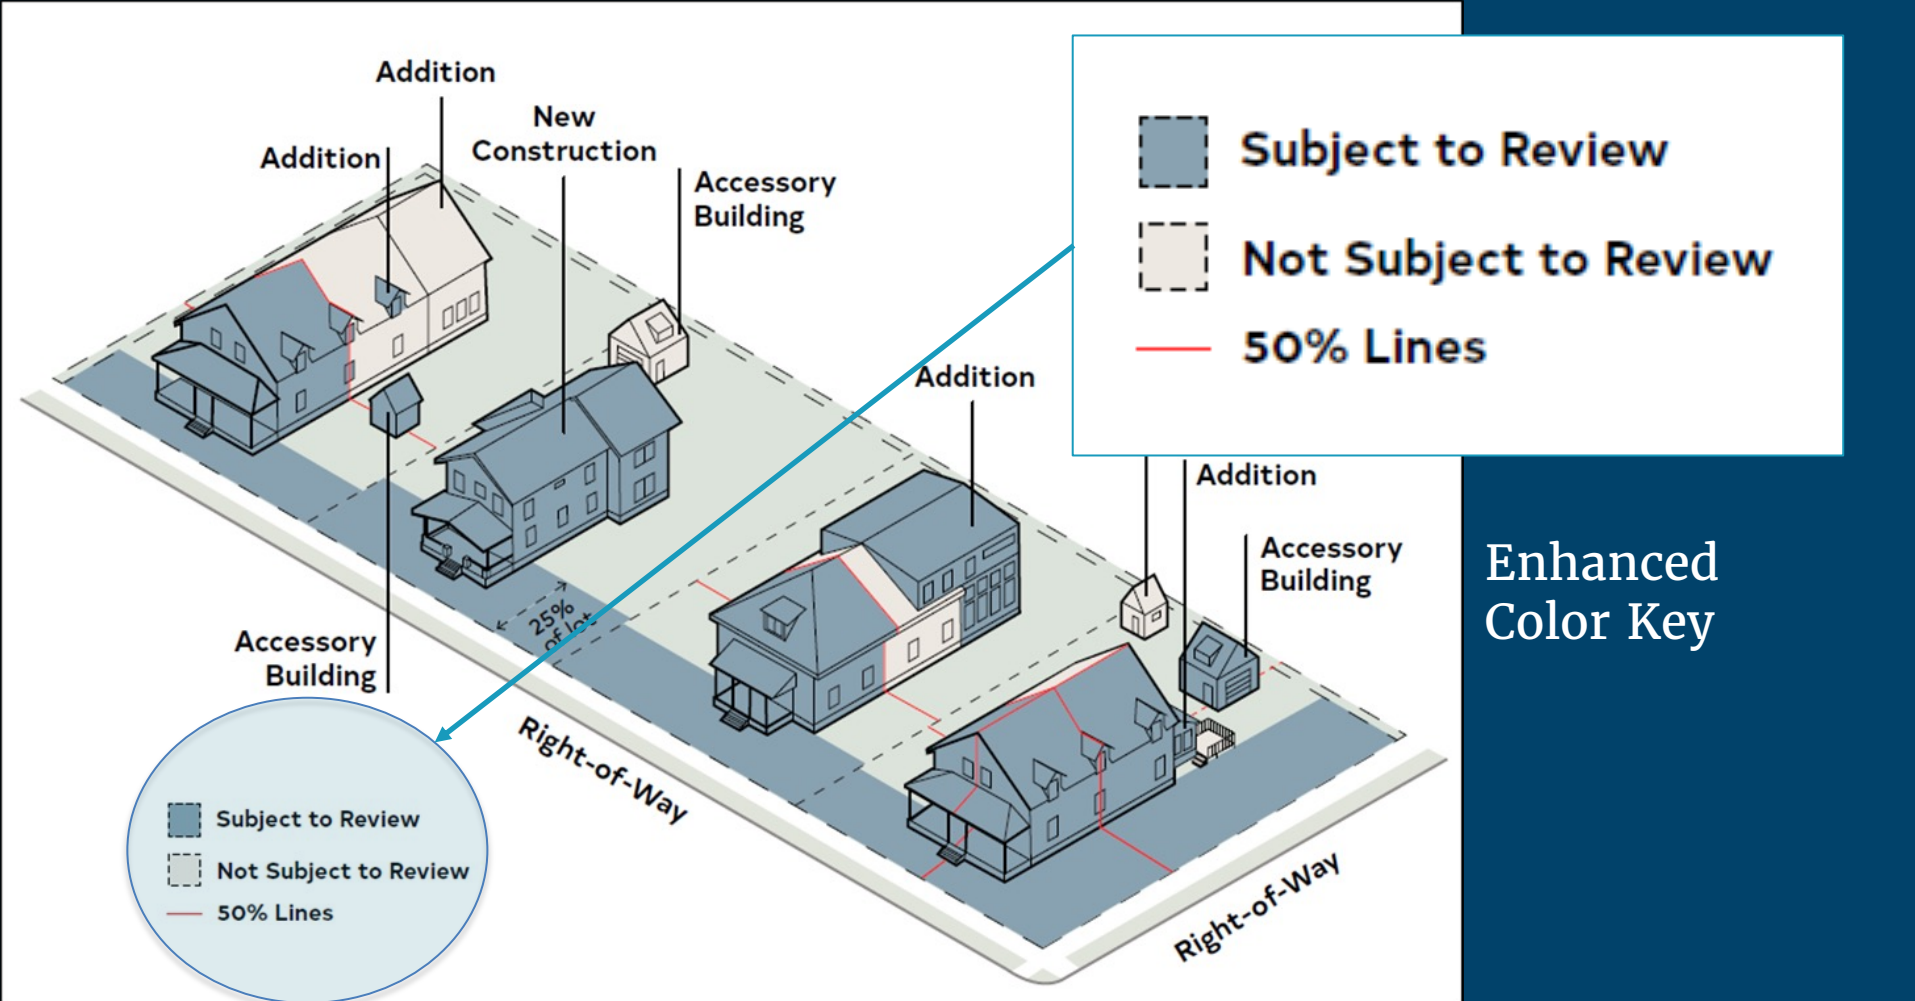 Addition
Addition
New
Construction
Accessory
Building
Subject to Review
Not Subject to Review
50% Lines
Addition
Addition
Accessory
Building
Enhanced
Color Key
25%
of lot
Accessory
Building
Right-of-Way
Right-of-Way
Subject to Review
Not Subject to Review
50% Lines